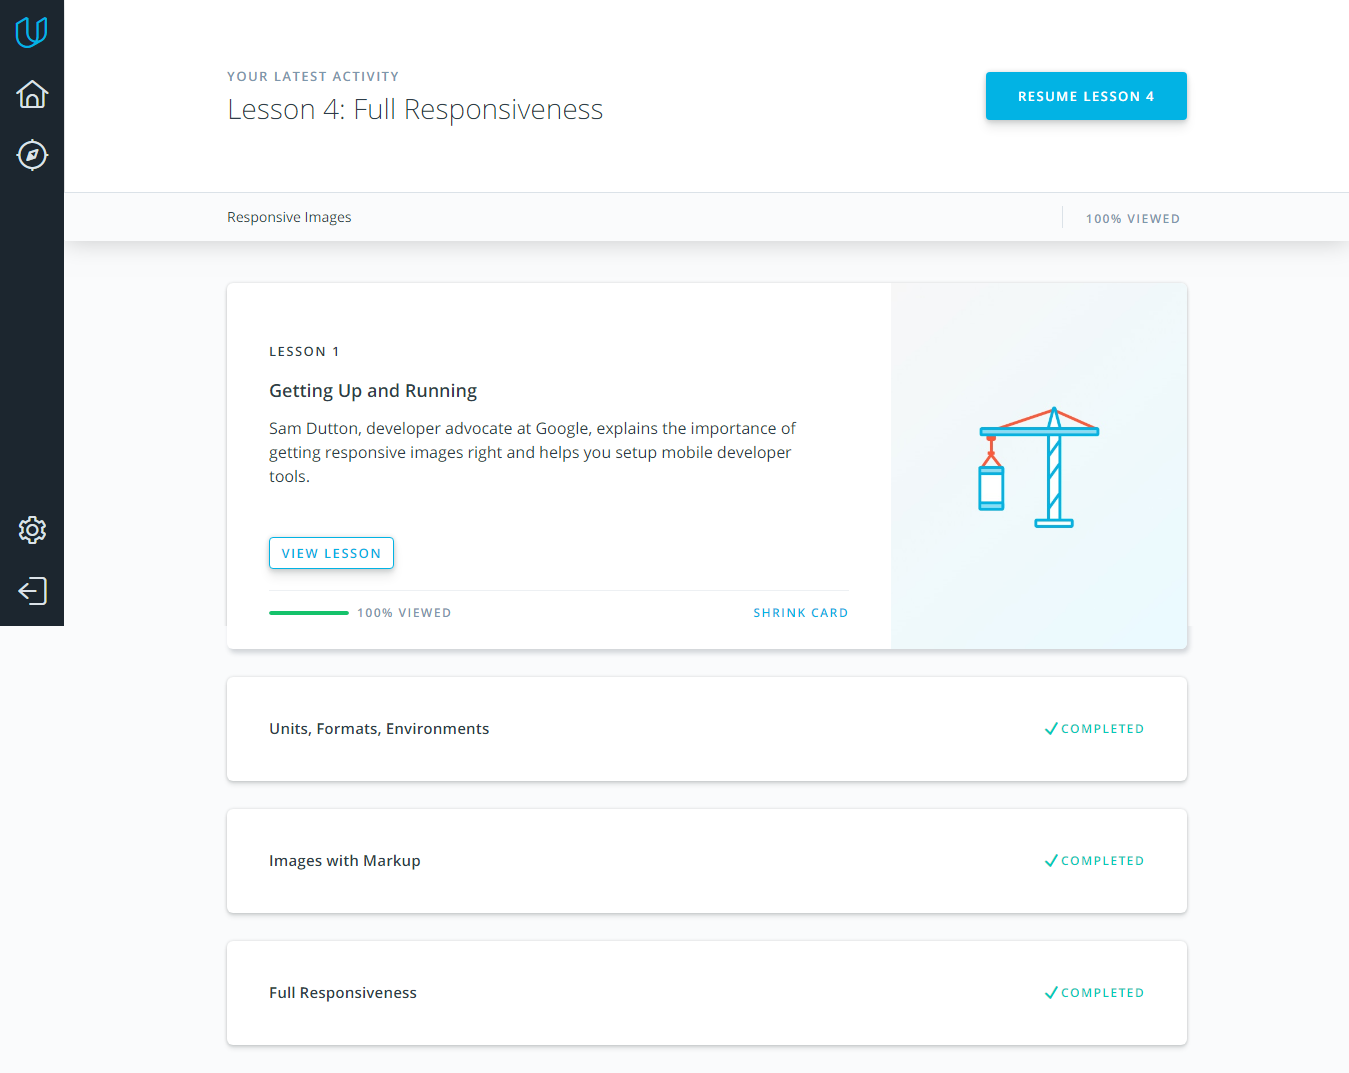 YOUR LATEST ACTIVITY
Lesson 4: Full Responsiveness
RESUME LESSON 4
Responsive Images
100% VIEWED
LESSON 1
Getting Up and Running
Sam Dutton, developer advocate at Google, explains the importance of
getting responsive images right and helps you setup mobile developer
tools.
VIEW LESSON
100% VIEWED
SHRINK CARD
Units, Formats, Environments
COMPLETED
Images with Markup
COMPLETED
Full Responsiveness
COMPLETED